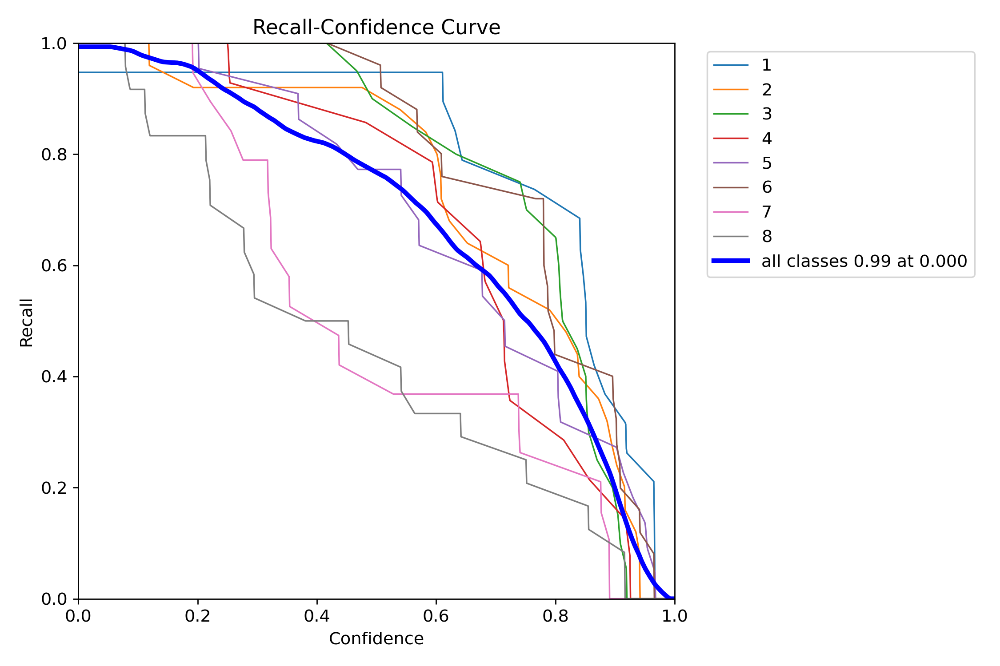 Recall-Confidence Curve
1.0
0.8
0.6
0.4
0.2
0.0
Recall
0.0 0.2 0.4 0.6 0.8 1.0
Confidence
1
2
3
4
5
6
7
8
all classes 0.99 at 0.000